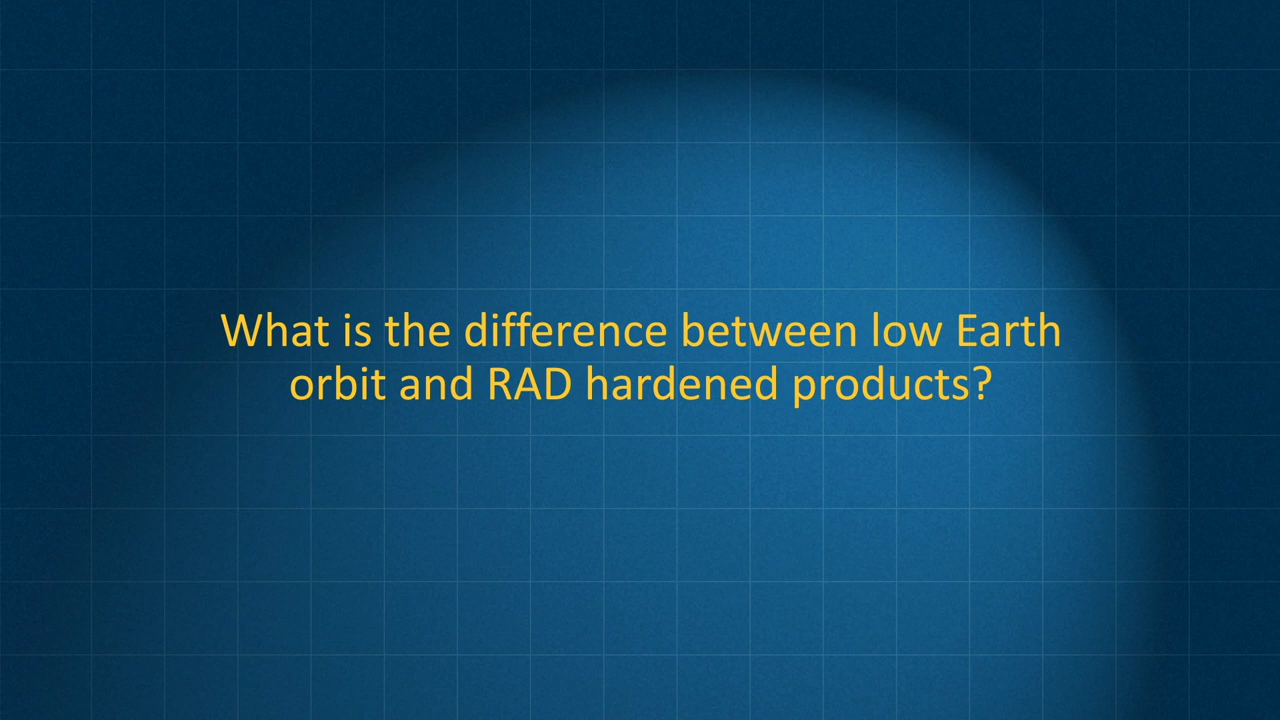 What is the difference between low Earth
orbit and RAD hardened products?